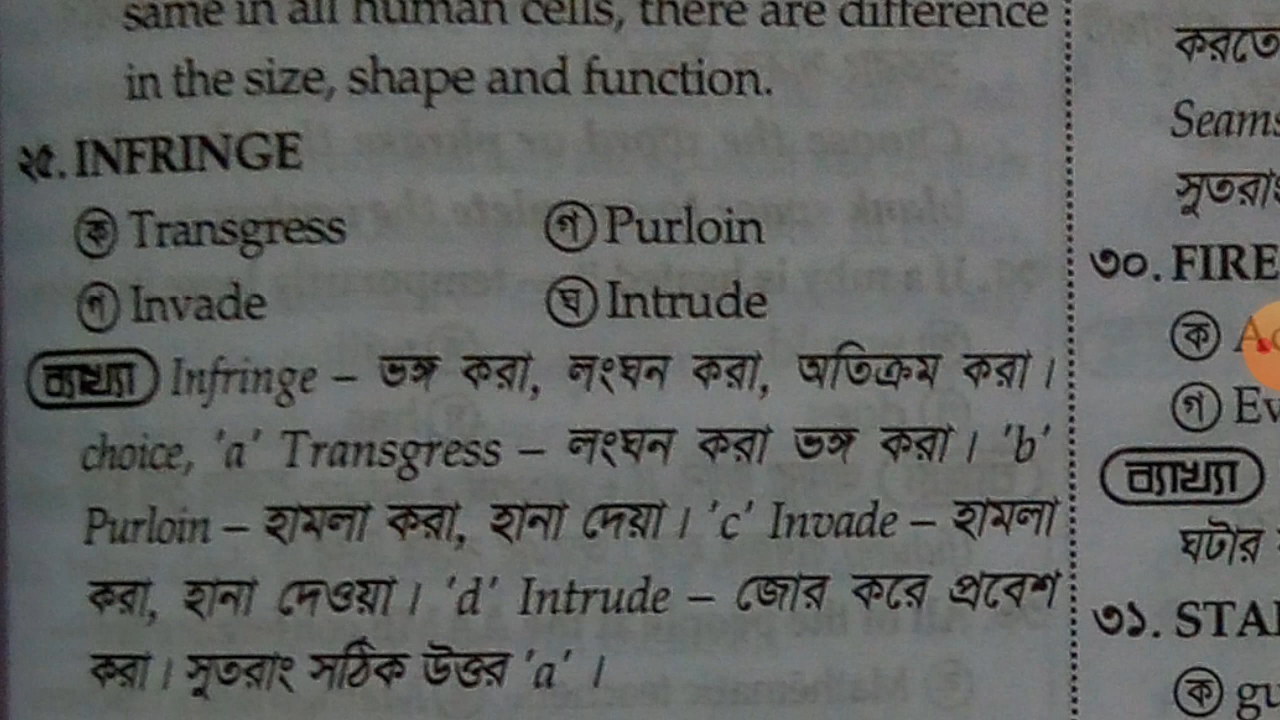 same in all human cells, there are difference
in the size, shape and function.
২৫. INFRINGE
ক Transgress
গ Purloin
গ Invade
ঘ Intrude
ব্যাখ্যা Infringe – ভঙ্গ করা, লংঘন করা, অতিক্রম করা।
choice, 'a' Transgress – লংঘন করা ভঙ্গ করা। 'b'
Purloin – হামলা করা, হানা দেয়া। 'c' Invade – হামলা
করা, হানা দেওয়া। 'd' Intrude – জোর করে প্রবেশ
করা। সুতরাং সঠিক উত্তর 'a' ।
করতে
Seams
সুতরাং
৩০. FIRE
ক
গ Ev
ব্যাখ্যা
ঘটার
৩১. STA
ক gu